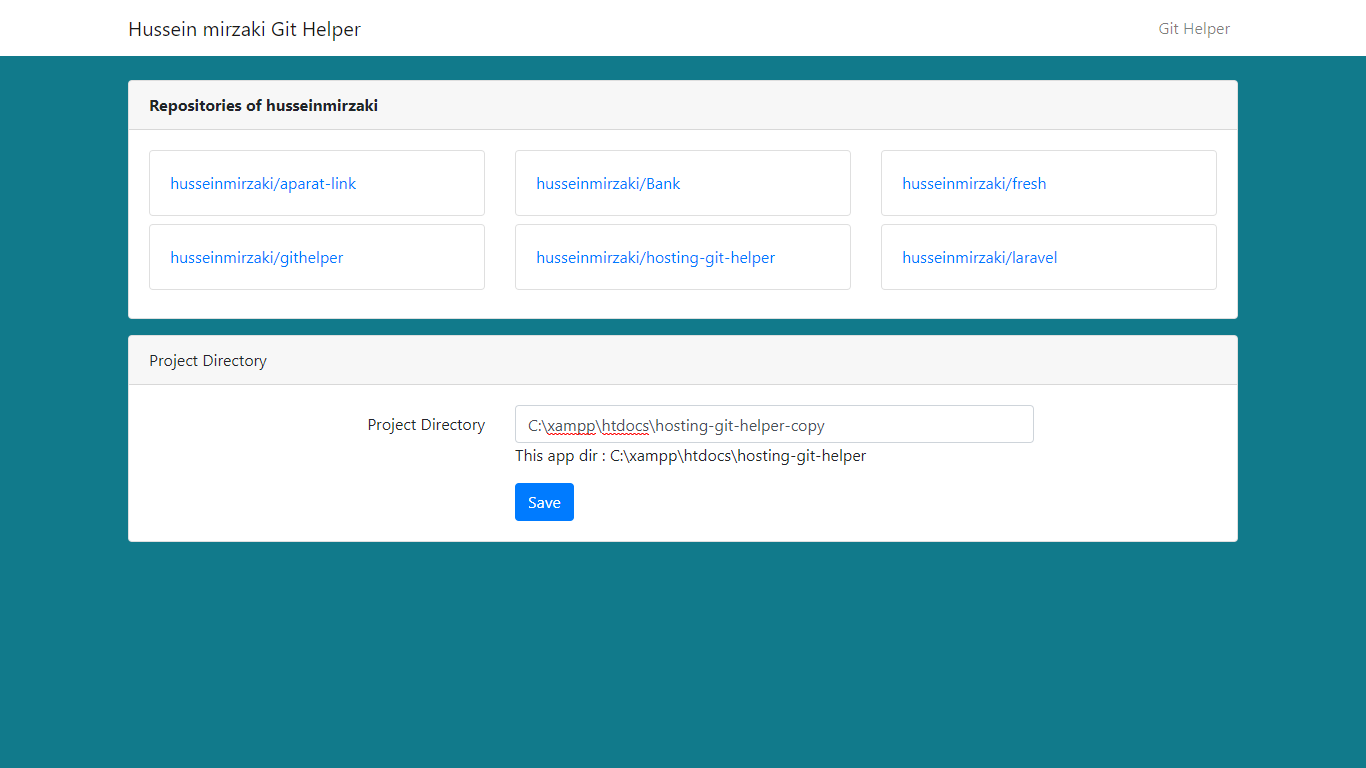 Hussein mirzaki Git Helper
Git Helper
Repositories of husseinmirzaki
husseinmirzaki/aparat-link
husseinmirzaki/Bank
husseinmirzaki/fresh
husseinmirzaki/githelper
husseinmirzaki/hosting-git-helper
husseinmirzaki/laravel
Project Directory
Project Directory
C:\xampp\htdocs\hosting-git-helper-copy
This app dir : C:\xampp\htdocs\hosting-git-helper
Save